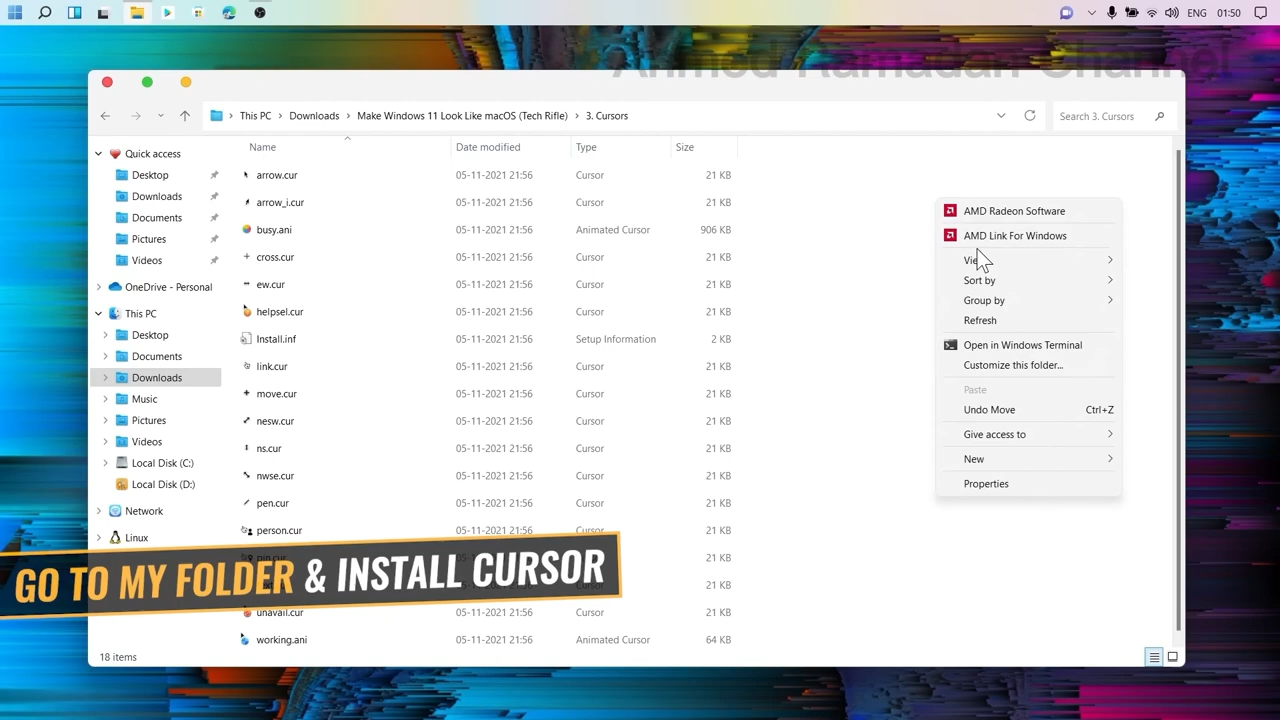 ENG 01:50
Ahmed Ramadan Channel
This PC Downloads Make Windows 11 Look Like macOS (Tech Rifle) 3. Cursors
Search 3. Cursors
Name Date modified Type Size
Quick access
Desktop
Downloads
Documents
Pictures
Videos
OneDrive - Personal
This PC
Desktop
Documents
Downloads
Music
Pictures
Videos
Local Disk (C:)
Local Disk (D:)
Network
Linux
arrow.cur 05-11-2021 21:56 Cursor 21 KB
arrow_i.cur 05-11-2021 21:56 Cursor 21 KB
busy.ani 05-11-2021 21:56 Animated Cursor 906 KB
cross.cur 05-11-2021 21:56 Cursor 21 KB
ew.cur 05-11-2021 21:56 Cursor 21 KB
helpsel.cur 05-11-2021 21:56 Cursor 21 KB
Install.inf 05-11-2021 21:56 Setup Information 2 KB
link.cur 05-11-2021 21:56 Cursor 21 KB
move.cur 05-11-2021 21:56 Cursor 21 KB
nesw.cur 05-11-2021 21:56 Cursor 21 KB
ns.cur 05-11-2021 21:56 Cursor 21 KB
nwse.cur 05-11-2021 21:56 Cursor 21 KB
pen.cur 05-11-2021 21:56 Cursor 21 KB
person.cur 05-11-2021 21:56 Cursor 21 KB
21 KB
21 KB
unavail.cur 05-11-2021 21:56 Cursor 21 KB
working.ani 05-11-2021 21:56 Animated Cursor 64 KB
AMD Radeon Software
AMD Link For Windows
Sort by
Group by
Refresh
Open in Windows Terminal
Customize this folder...
Paste
Undo Move Ctrl+Z
Give access to
New
Properties
GO TO MY FOLDER & INSTALL CURSOR
18 items